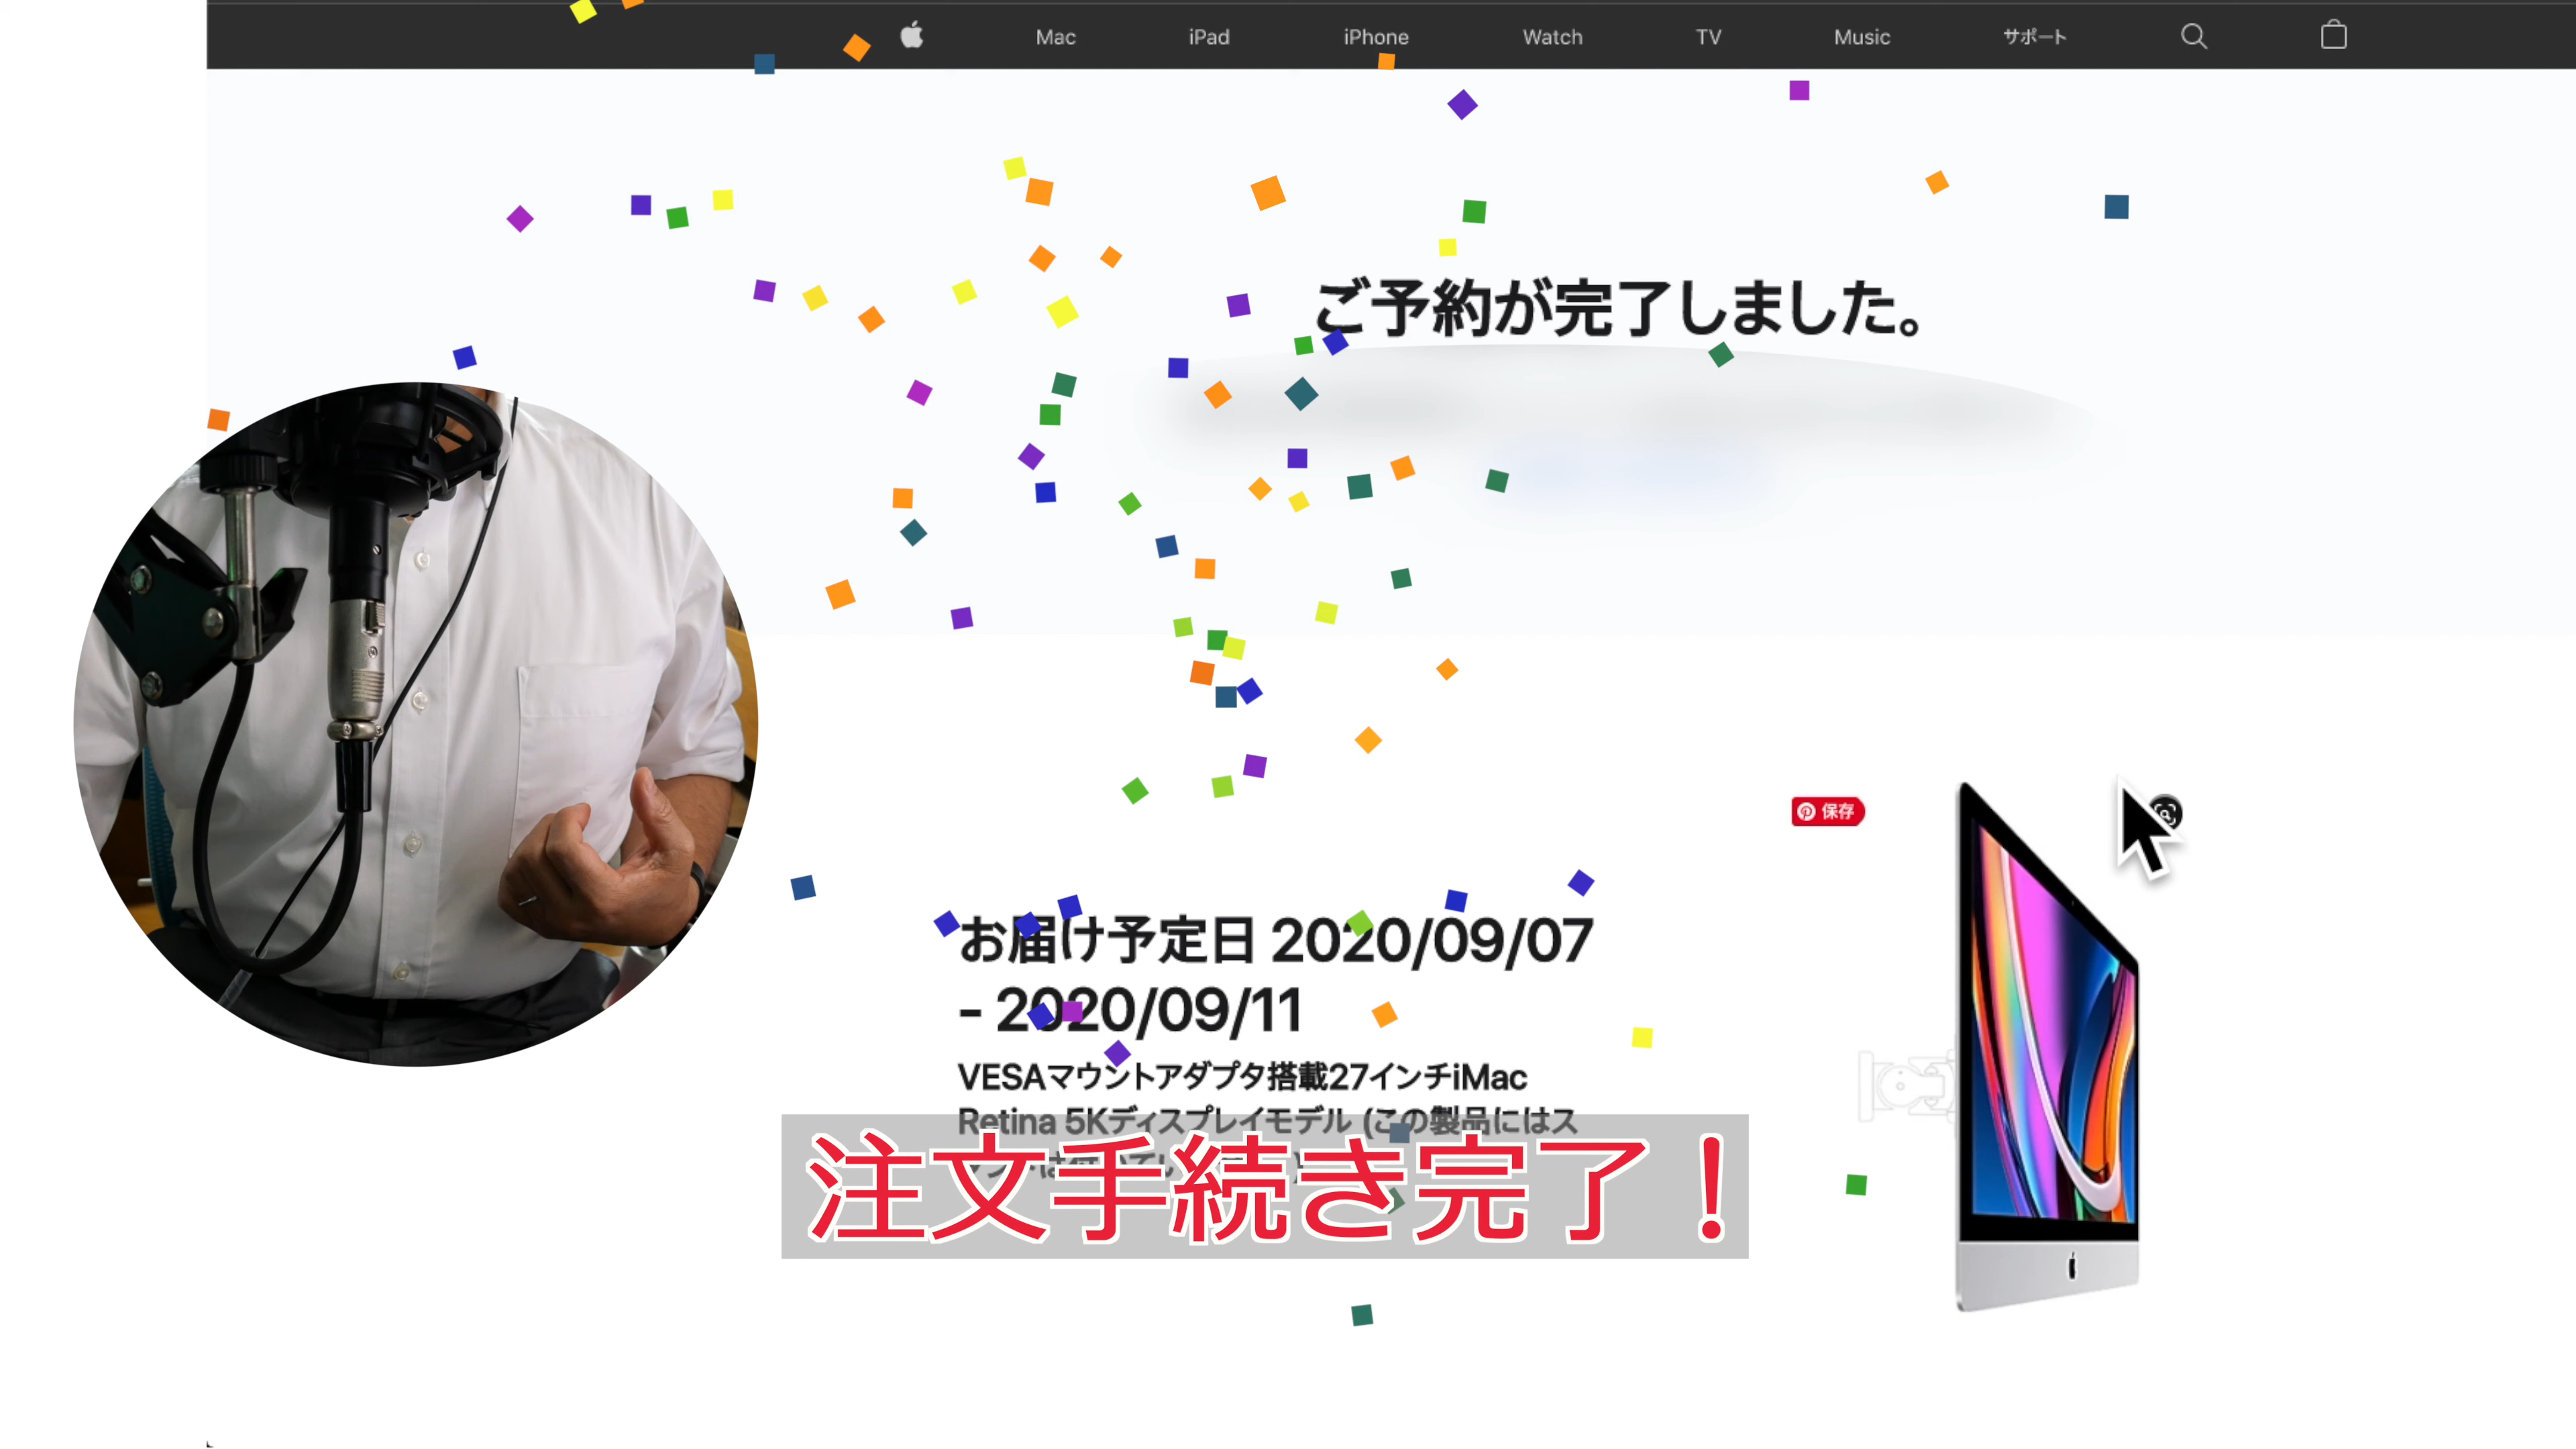 Mac iPad iPhone Watch TV Music サポート
ご予約が完了しました。
保存
お届け予定日 2020/09/07
- 2020/09/11
VESAマウントアダプタ搭載27インチiMac
Retina 5Kディスプレイモデル (この製品にはス
注文手続き完了！